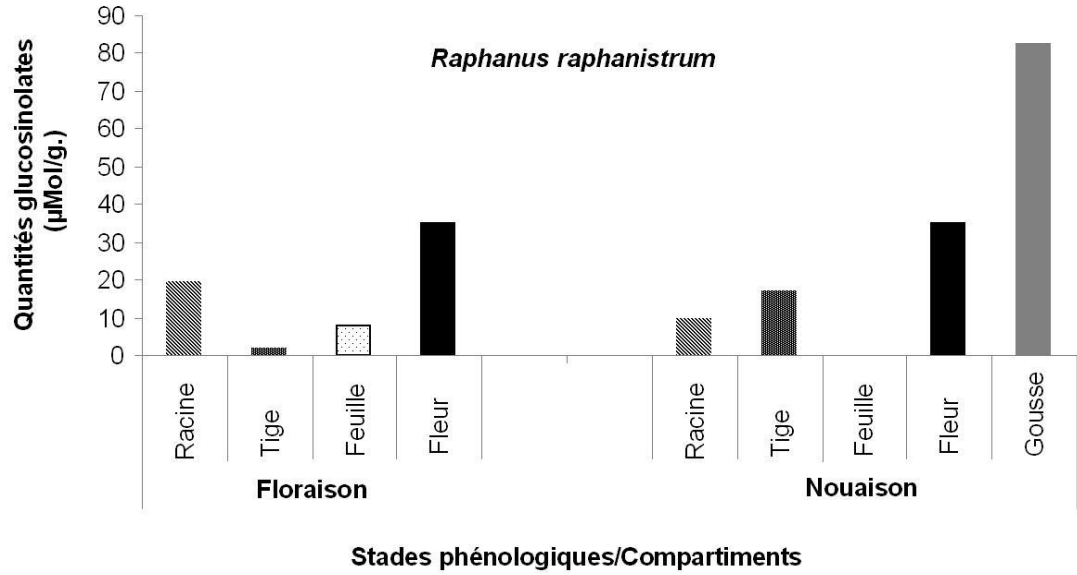 Raphanus raphanistrum
Quantités glucosinolates
(µMol/g.)
90
80
70
60
50
40
30
20
10
0
Racine
Tige
Feuille
Fleur
Racine
Tige
Feuille
Fleur
Gousse
Floraison
Nouaison
Stades phénologiques/Compartiments